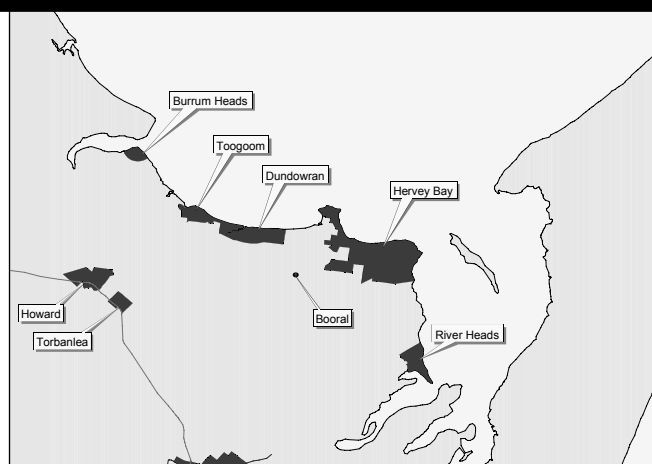 Burrum Heads
Toogoom
Dundowran
Hervey Bay
Howard
Booral
Torbanlea
River Heads